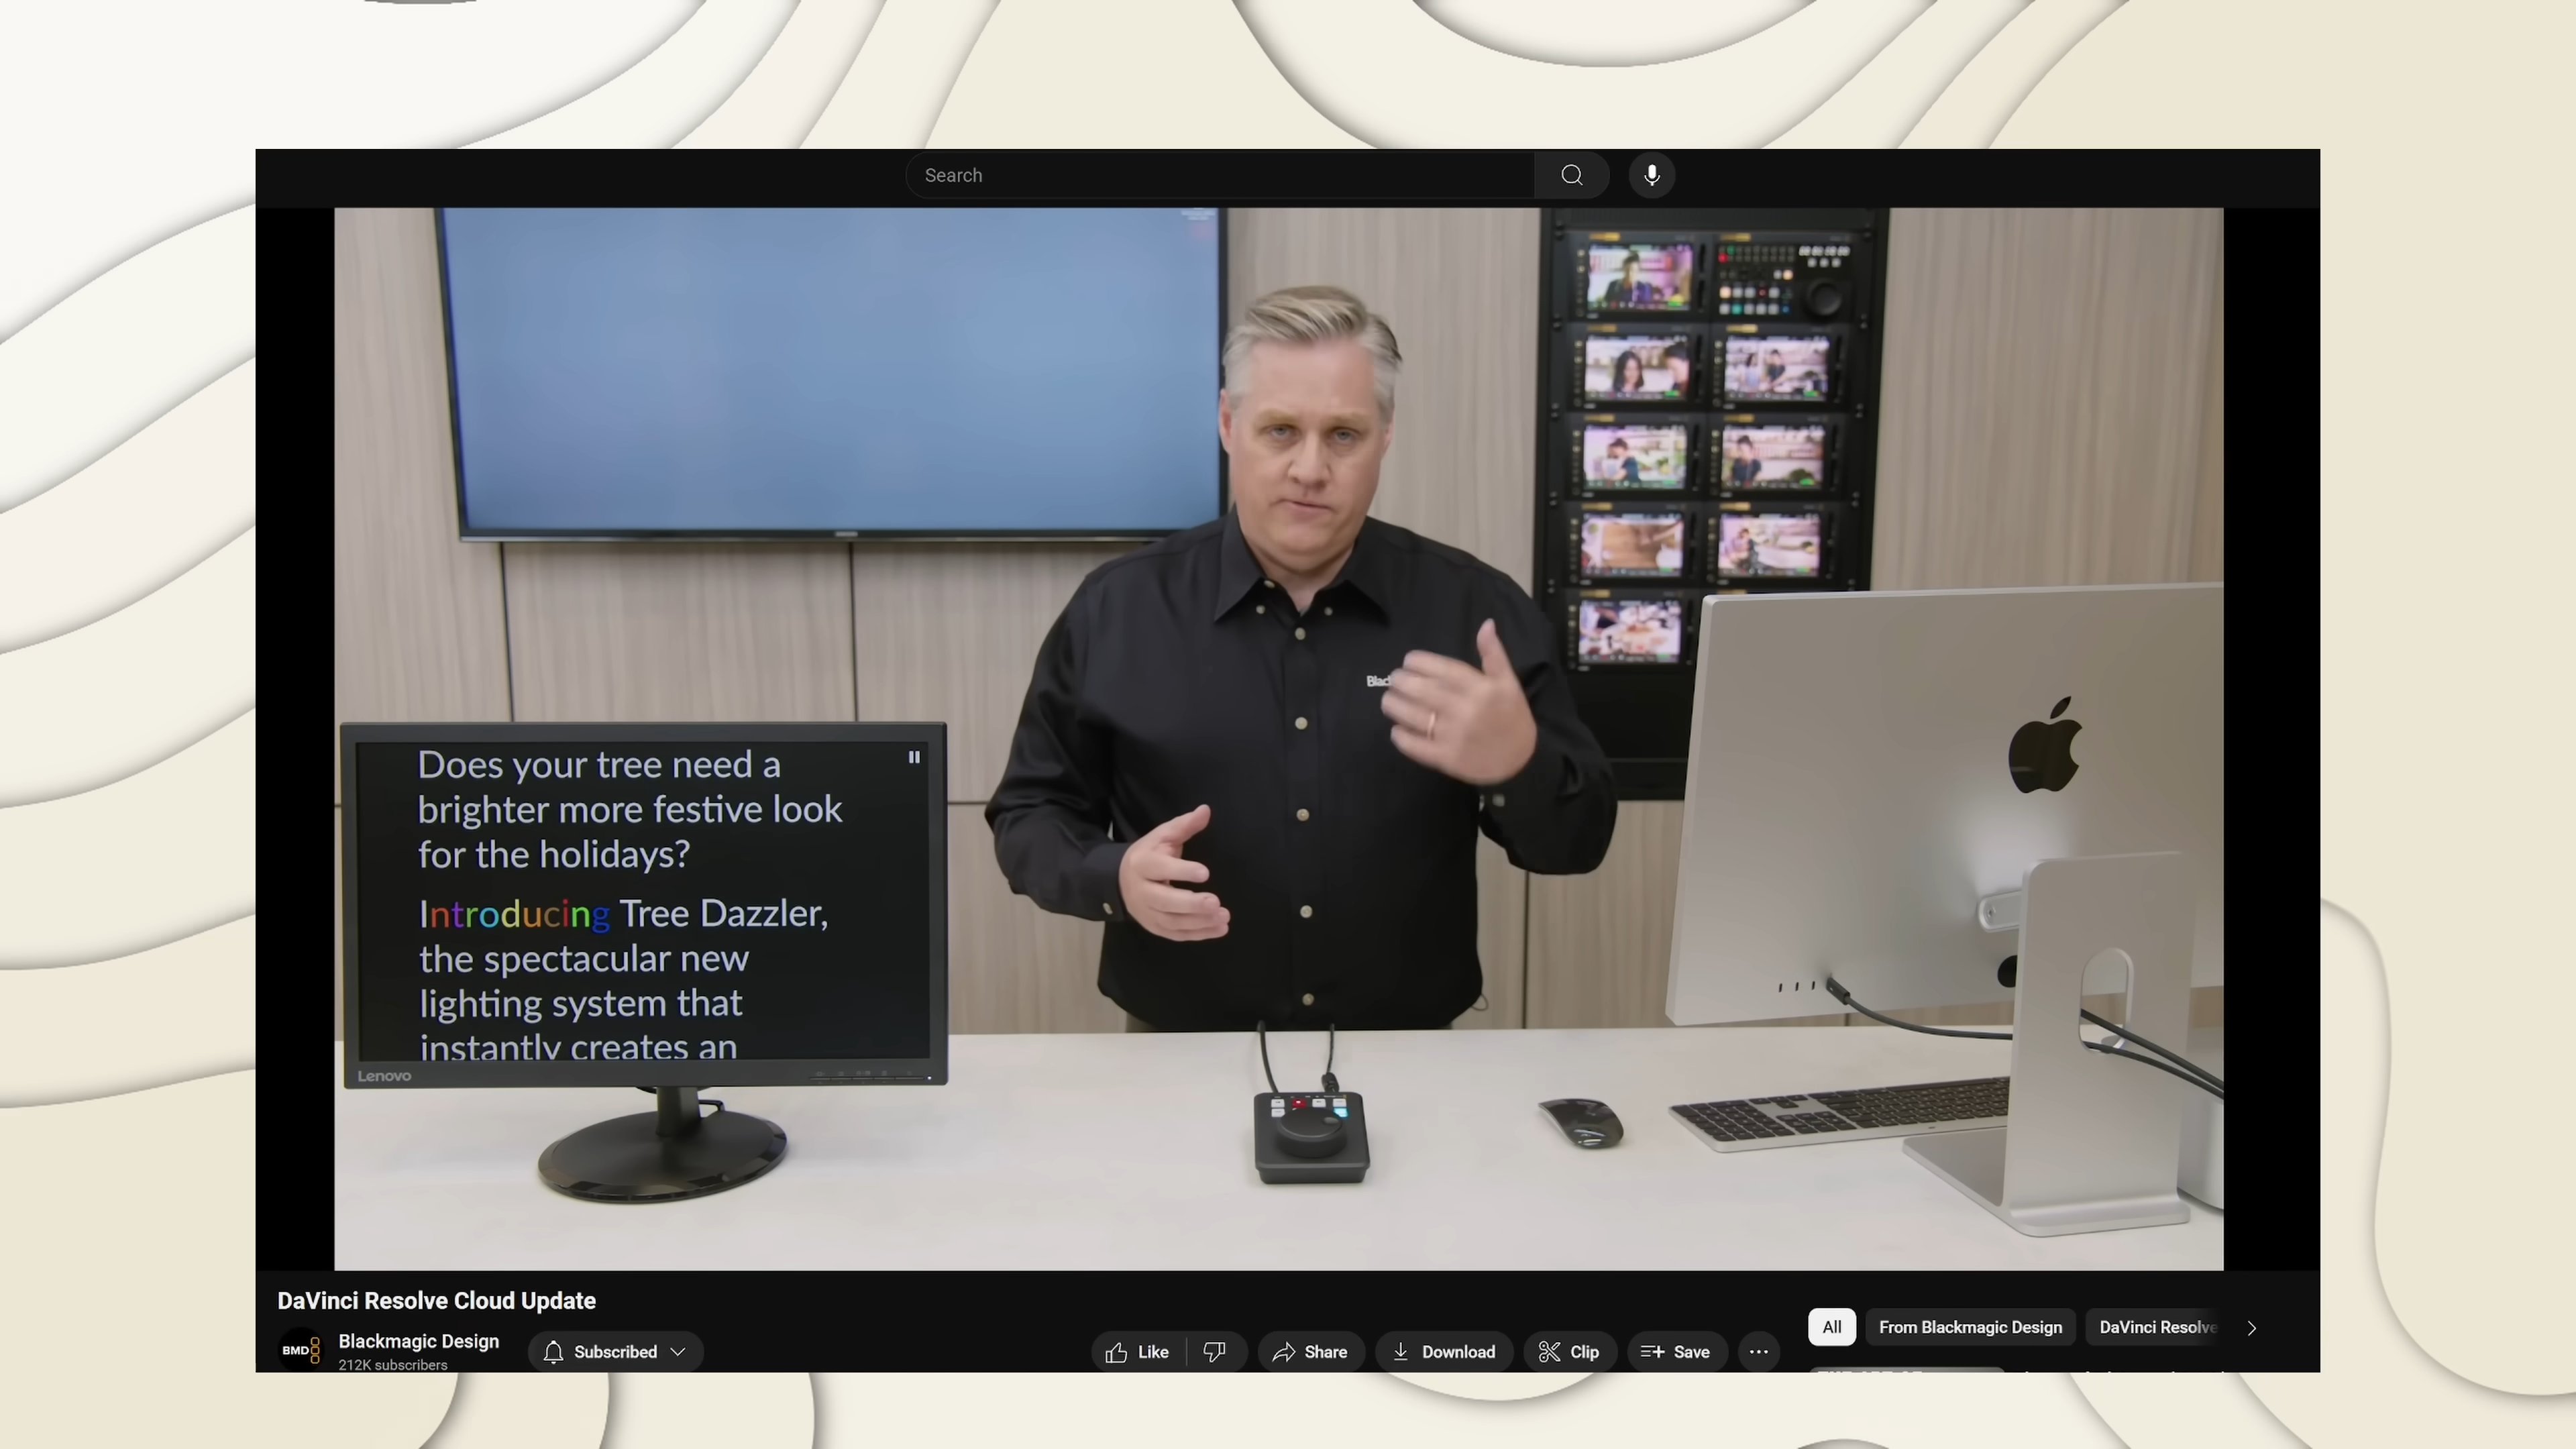 Search
Does your tree need a
brighter more festive look
for the holidays?
Introducing Tree Dazzler,
the spectacular new
lighting system that
instantly creates an
Lenovo
DaVinci Resolve Cloud Update
BMD
Blackmagic Design
212K subscribers
Subscribed
Like
Share
Download
Clip
Save
All
From Blackmagic Design
DaVinci Resolve